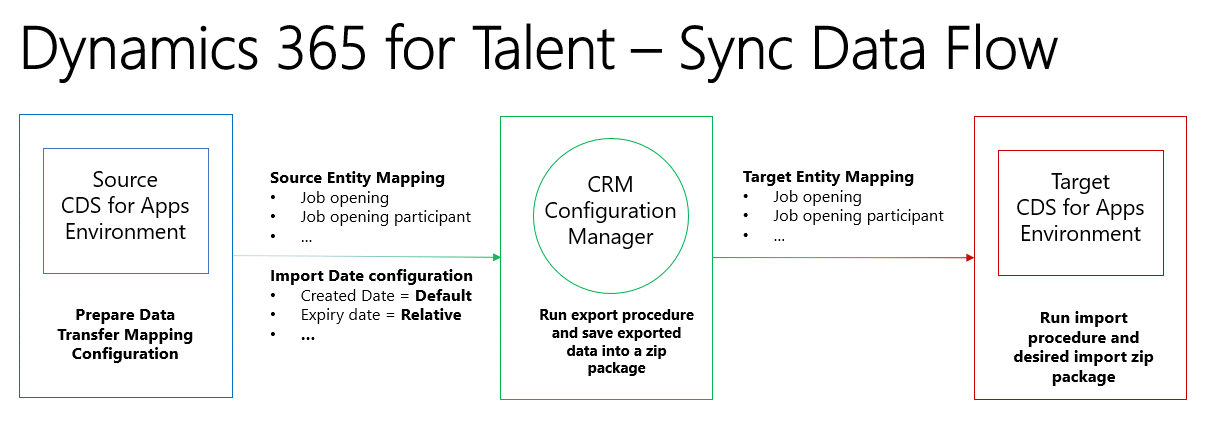 Dynamics 365 for Talent – Sync Data Flow
Source
CDS for Apps
Environment
Prepare Data
Transfer Mapping
Configuration
Source Entity Mapping
• Job opening
• Job opening participant
• ...
Import Date configuration
• Created Date = Default
• Expiry date = Relative
• ...
CRM
Configuration
Manager
Run export procedure
and save exported
data into a zip
package
Target Entity Mapping
• Job opening
• Job opening participant
• ...
Target
CDS for Apps
Environment
Run import
procedure and
desired import zip
package